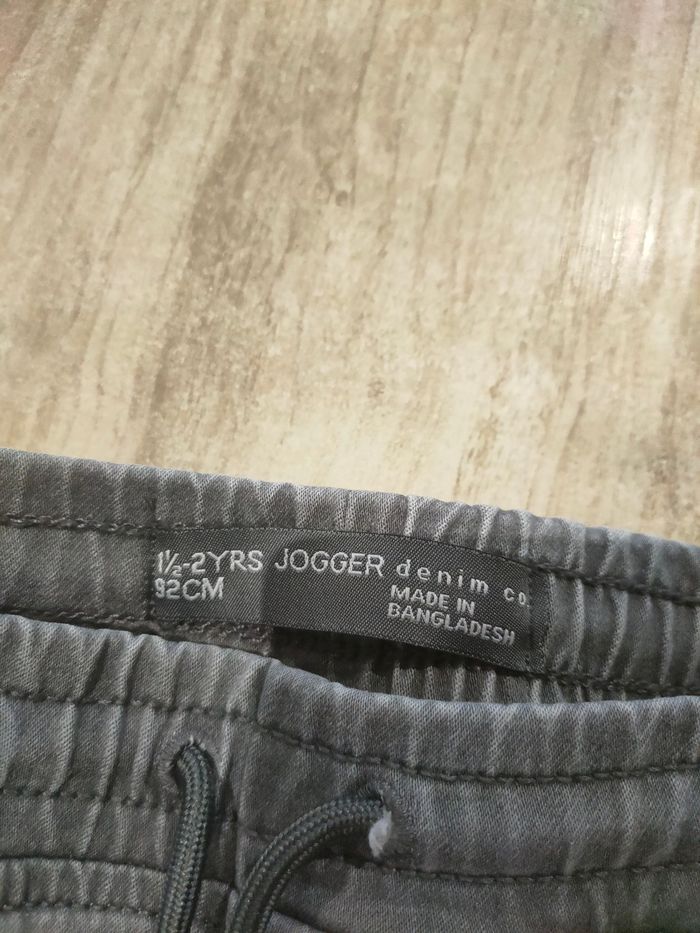 1½-2YRS JOGGER denim co.
92CM MADE IN
BANGLADESH